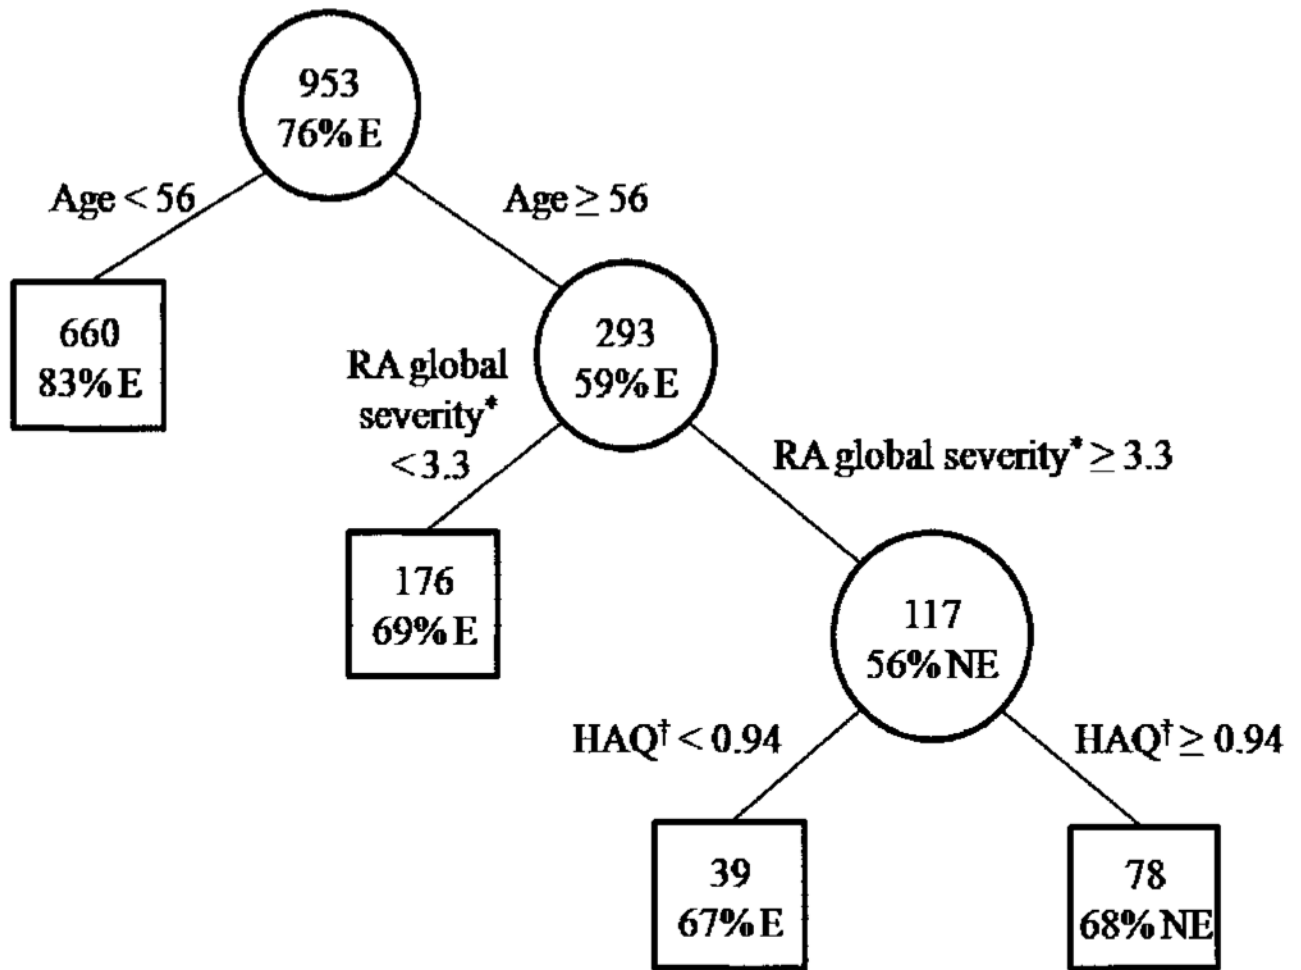 953
76% E
Age < 56
Age ≥ 56
660
83% E
RA global
severity*
< 3.3
293
59% E
RA global severity* ≥ 3.3
176
69% E
117
56% NE
HAQ† < 0.94
HAQ† ≥ 0.94
39
67% E
78
68% NE